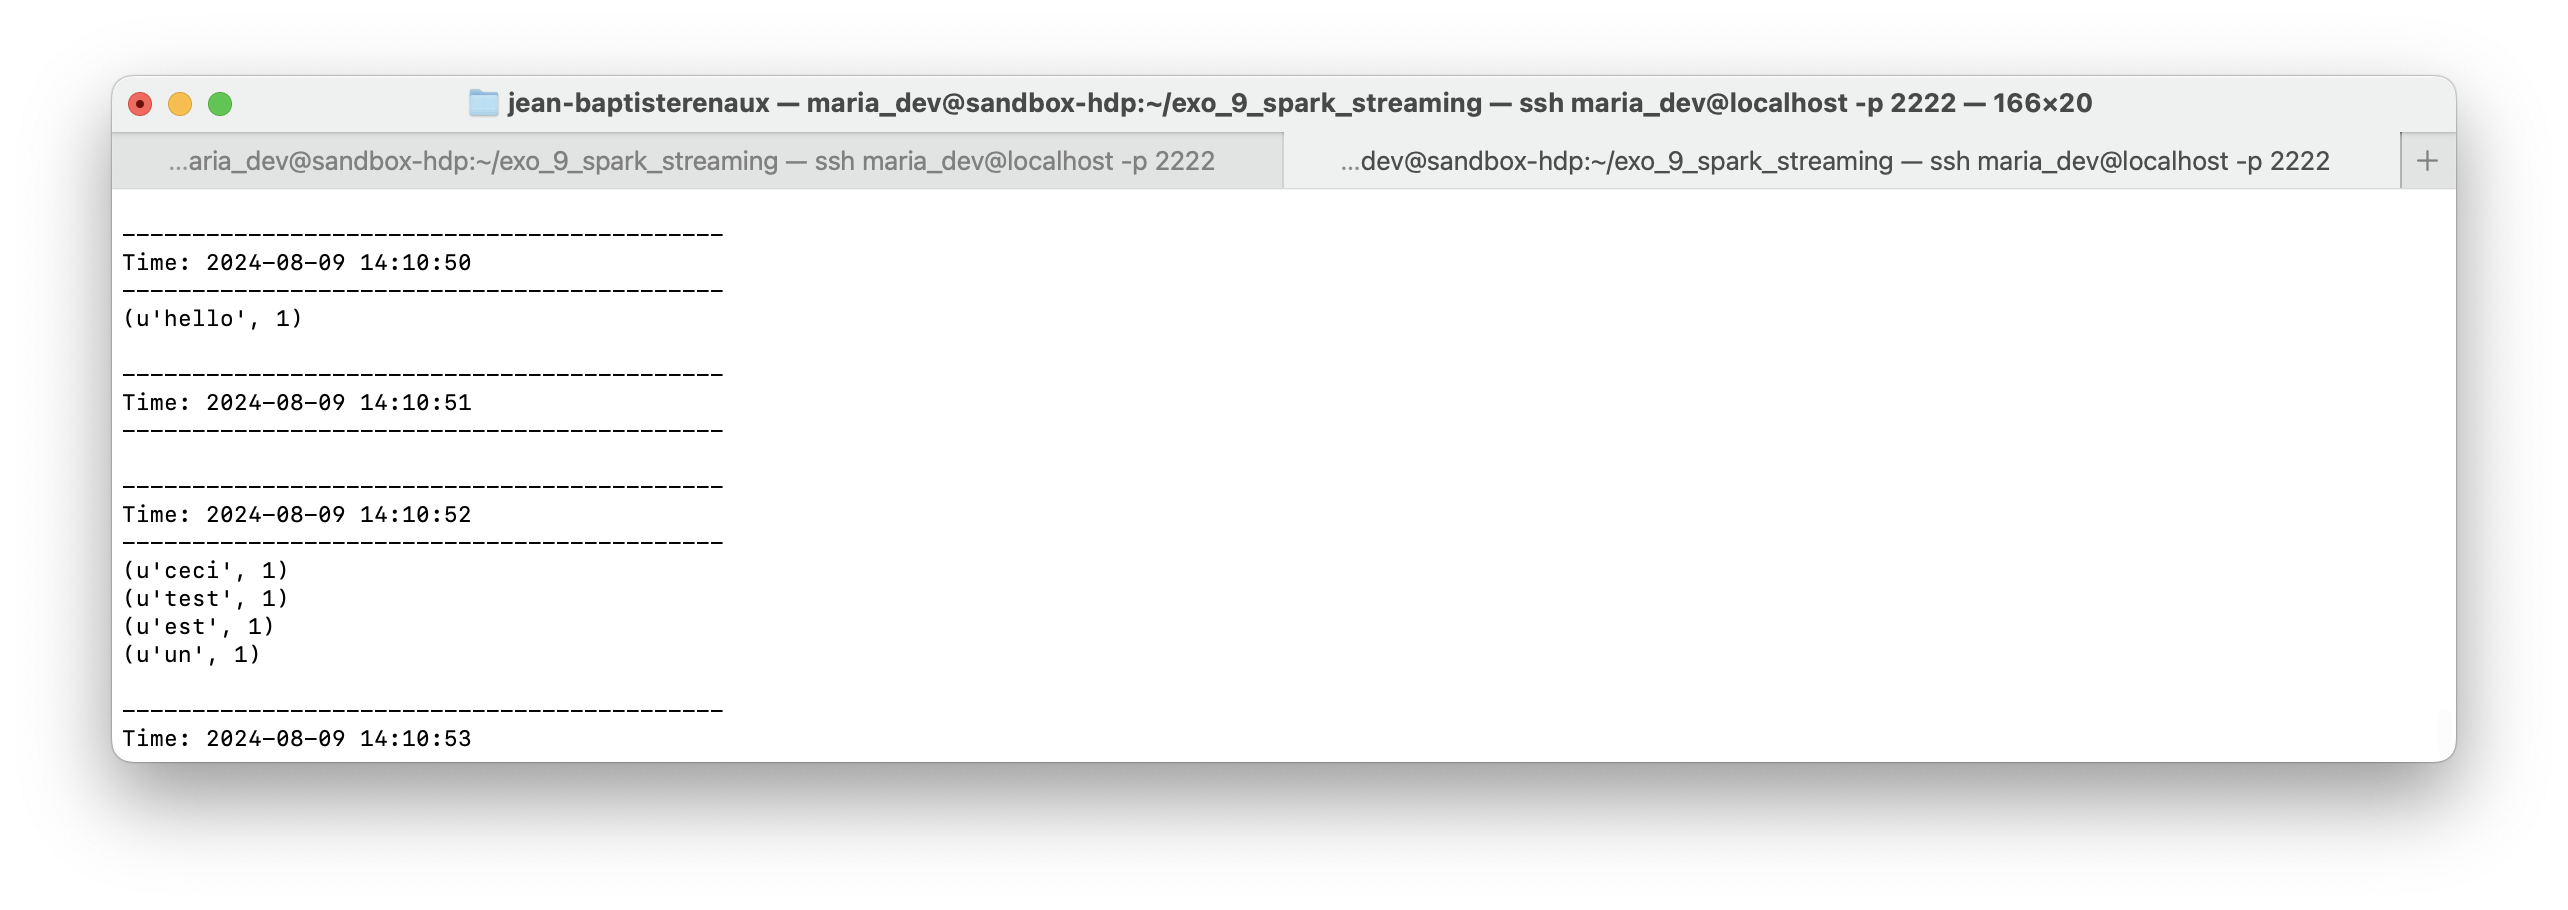 jean-baptisterenaux — maria_dev@sandbox-hdp:~/exo_9_spark_streaming — ssh maria_dev@localhost -p 2222 — 166×20
...aria_dev@sandbox-hdp:~/exo_9_spark_streaming — ssh maria_dev@localhost -p 2222
...dev@sandbox-hdp:~/exo_9_spark_streaming — ssh maria_dev@localhost -p 2222
+
-------------------------------------------
Time: 2024-08-09 14:10:50
-------------------------------------------
(u'hello', 1)
-------------------------------------------
Time: 2024-08-09 14:10:51
-------------------------------------------
-------------------------------------------
Time: 2024-08-09 14:10:52
-------------------------------------------
(u'ceci', 1)
(u'test', 1)
(u'est', 1)
(u'un', 1)
-------------------------------------------
Time: 2024-08-09 14:10:53